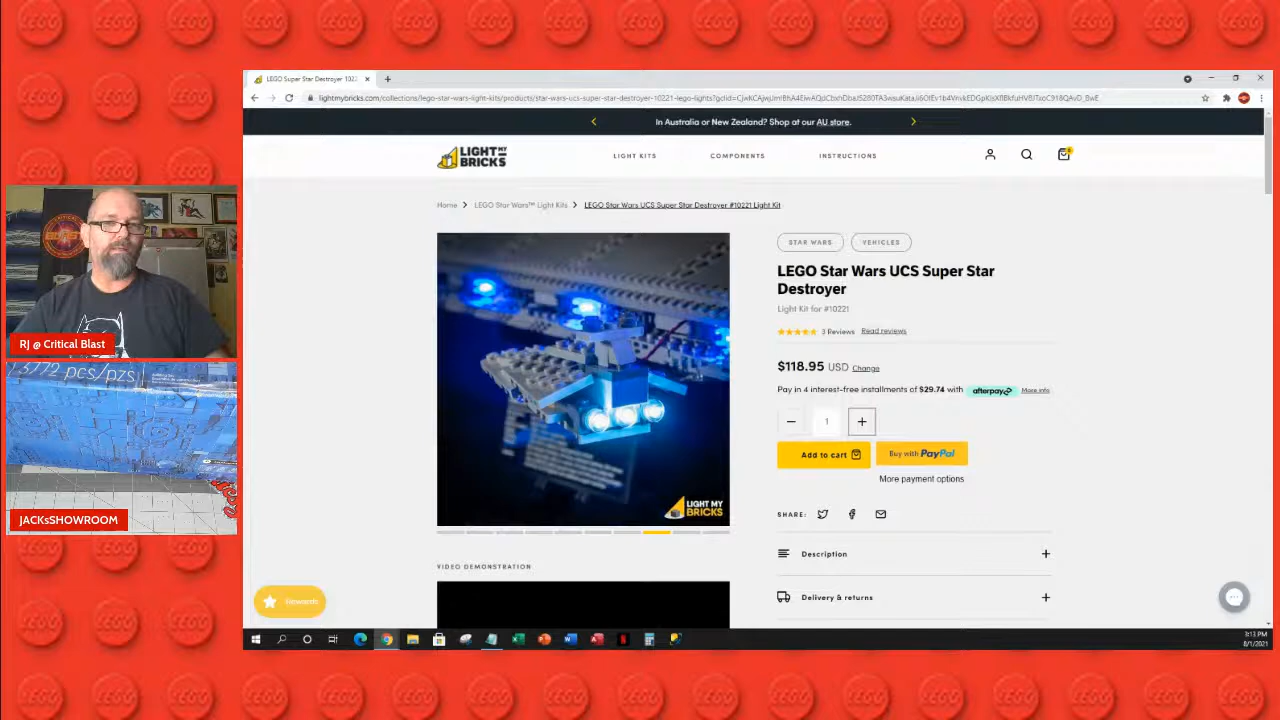 LEGO Super Star Destroyer 1022
lightmybricks.com/collections/lego-star-wars-light-kits/products/star-wars-ucs-super-star-destroyer-10221-lego-lights
In Australia or New Zealand? Shop at our AU store.
LIGHT MY BRICKS
LIGHT KITS
COMPONENTS
INSTRUCTIONS
Home
LEGO Star Wars™ Light Kits
LEGO Star Wars UCS Super Star Destroyer #10221 Light Kit
STAR WARS
VEHICLES
LEGO Star Wars UCS Super Star
Destroyer
Light Kit for #10221
3 Reviews Read reviews
$118.95 USD Change
Pay in 4 interest-free installments of $29.74 with afterpay More info
1
Add to cart
Buy with PayPal
More payment options
SHARE:
Description
Delivery & returns
LIGHT MY
BRICKS
VIDEO DEMONSTRATION
Rewards
3:13 PM
8/1/2021
BLAST
RJ @ Critical Blast
3772 pcs/pzs
JACKsSHOWROOM
LEGO